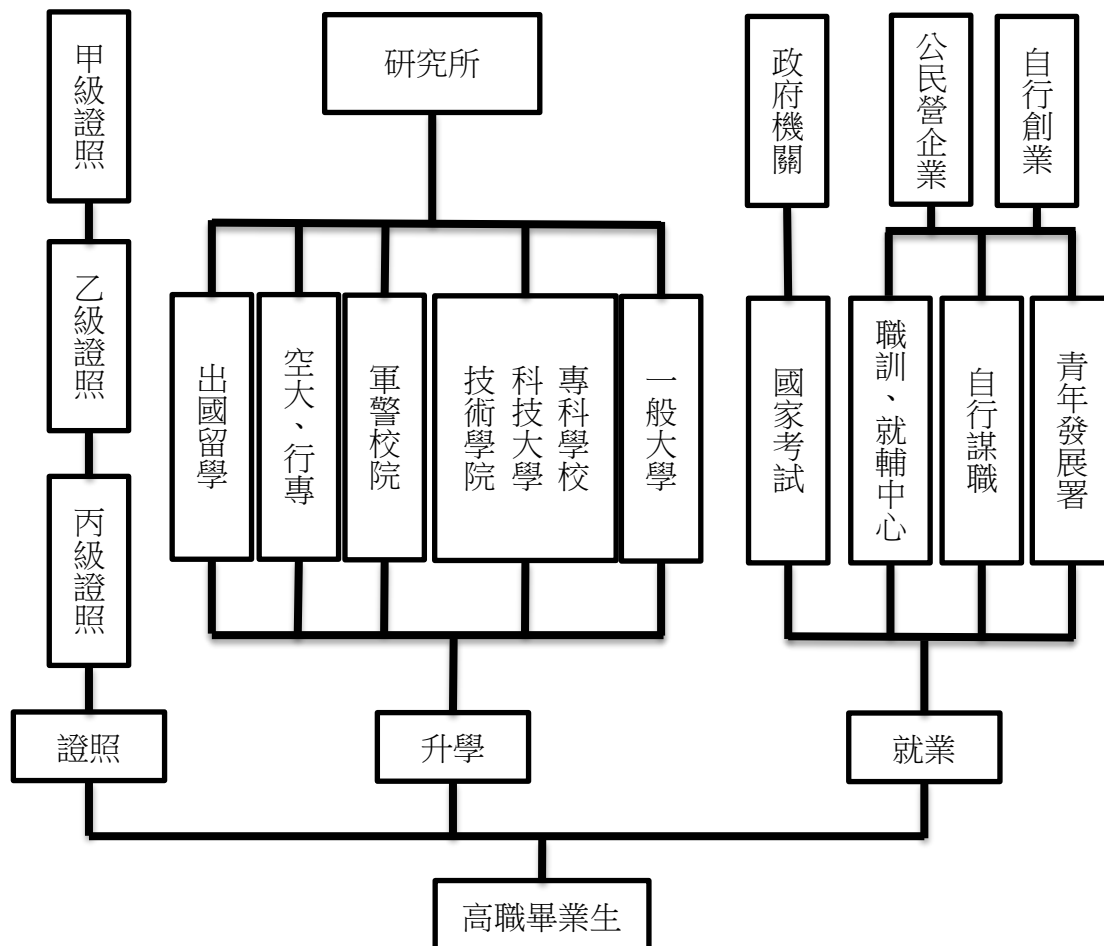 甲級證照
研究所
政府機關
公民營企業
自行創業
乙級證照
出國留學
空大、行專
軍警校院
專科學校
科技大學
技術學院
一般大學
國家考試
職訓、就輔中心
自行謀職
青年發展署
丙級證照
證照
升學
就業
高職畢業生